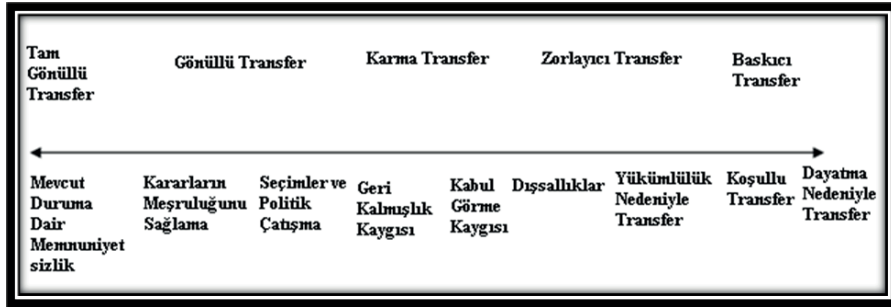 Tam
Gönüllü
Transfer
Gönüllü Transfer
Karma Transfer
Zorlayıcı Transfer
Baskıcı
Transfer
Mevcut
Duruma
Dair
Memnuniyet
sizlik
Kararların
Meşruluğunu
Sağlama
Seçimler ve
Politik
Çatışma
Geri
Kalmışlık
Kaygısı
Kabul
Görme
Kaygısı
Dışsallıklar
Yükümlülük
Nedeniyle
Transfer
Koşullu
Transfer
Dayatma
Nedeniyle
Transfer